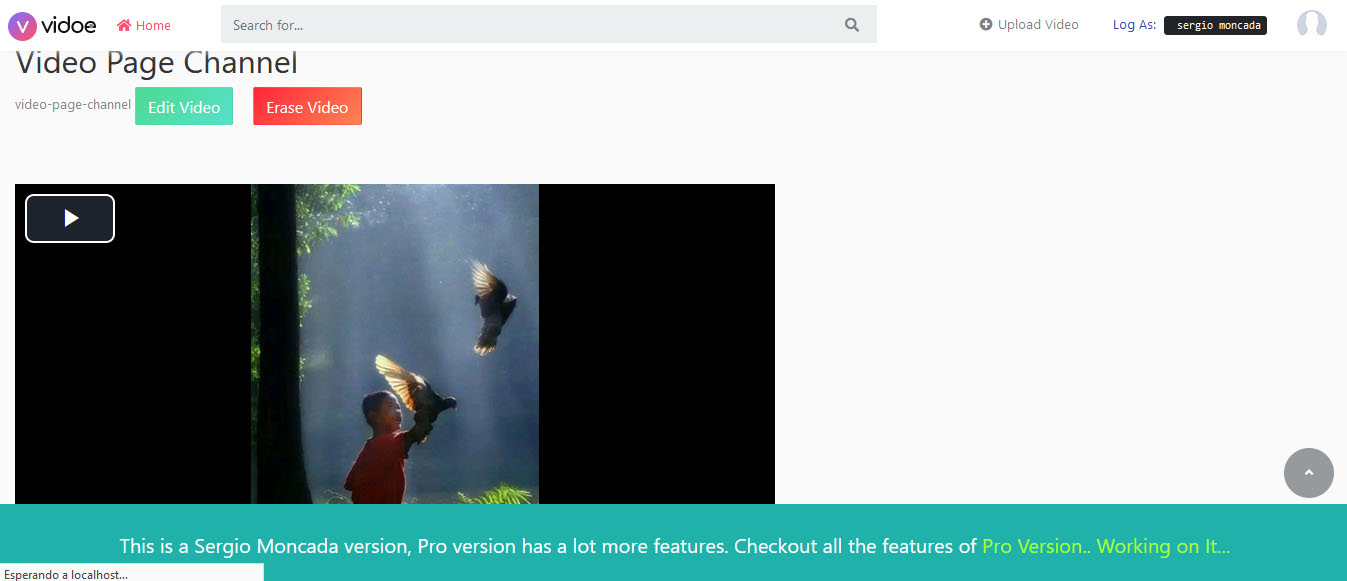 V vidoe Home Search for... Upload Video Log As: sergio moncada
Video Page Channel
video-page-channel Edit Video Erase Video
This is a Sergio Moncada version, Pro version has a lot more features. Checkout all the features of Pro Version.. Working on It...
Esperando a localhost...